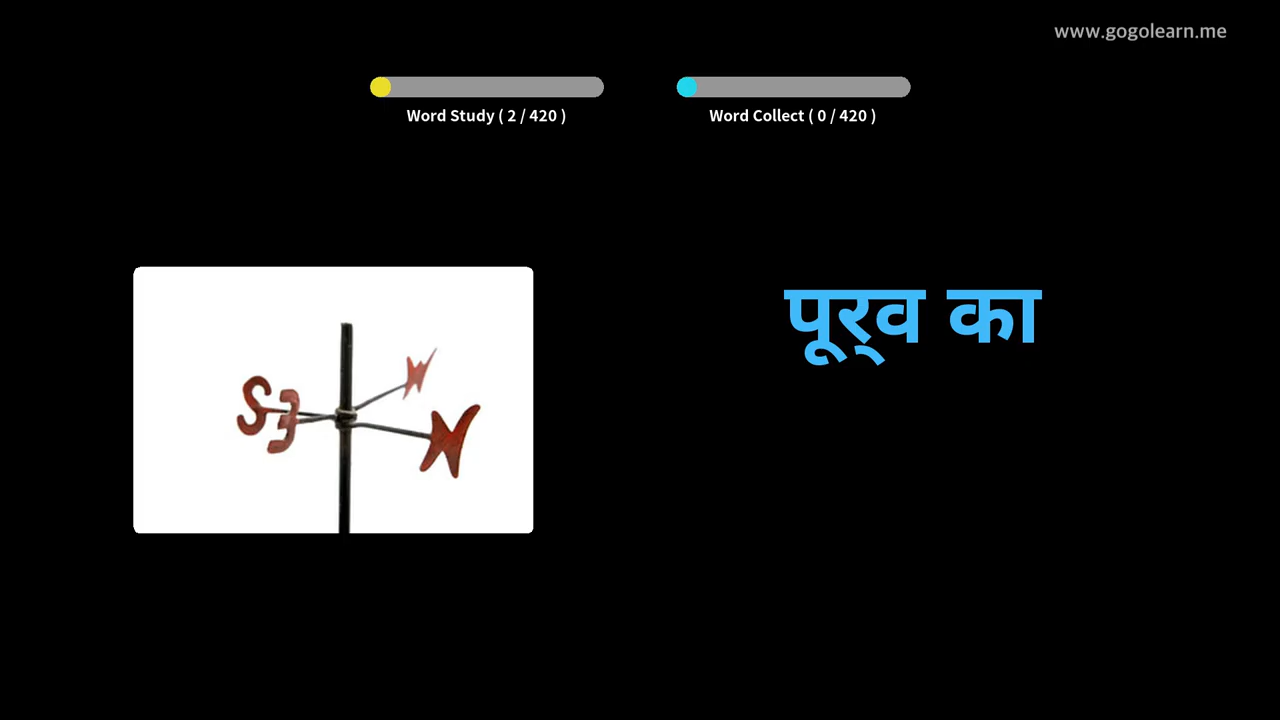 www.gogolearn.me
Word Study ( 2 / 420 )
Word Collect ( 0 / 420 )
पूर्व का
S E N